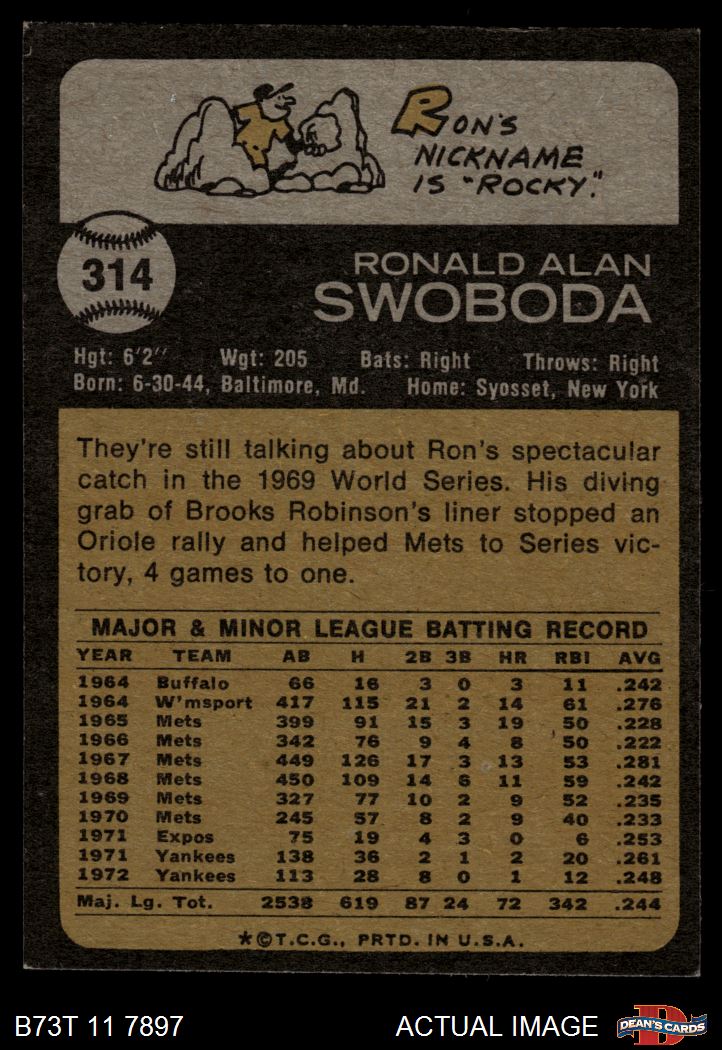 RON'S
NICKNAME
IS "ROCKY."
314
RONALD ALAN
SWOBODA
Hgt: 6'2" Wgt: 205 Bats: Right Throws: Right
Born: 6-30-44, Baltimore, Md. Home: Syosset, New York
They're still talking about Ron's spectacular
catch in the 1969 World Series. His diving
grab of Brooks Robinson's liner stopped an
Oriole rally and helped Mets to Series vic-
tory, 4 games to one.
MAJOR & MINOR LEAGUE BATTING RECORD
YEAR TEAM AB H 2B 3B HR RBI AVG
1964 Buffalo 66 16 3 0 3 11 .242
1964 W'msport 417 115 21 2 14 61 .276
1965 Mets 399 91 15 3 19 50 .228
1966 Mets 342 76 9 4 8 50 .222
1967 Mets 449 126 17 3 13 53 .281
1968 Mets 450 109 14 6 11 59 .242
1969 Mets 327 77 10 2 9 52 .235
1970 Mets 245 57 8 2 9 40 .233
1971 Expos 75 19 4 3 0 6 .253
1971 Yankees 138 36 2 1 2 20 .261
1972 Yankees 113 28 8 0 1 12 .248
Maj. Lg. Tot. 2538 619 87 24 72 342 .244
*©T.C.G., PRTD. IN U.S.A.
B73T 11 7897 ACTUAL IMAGE
D
DEAN'S CARDS